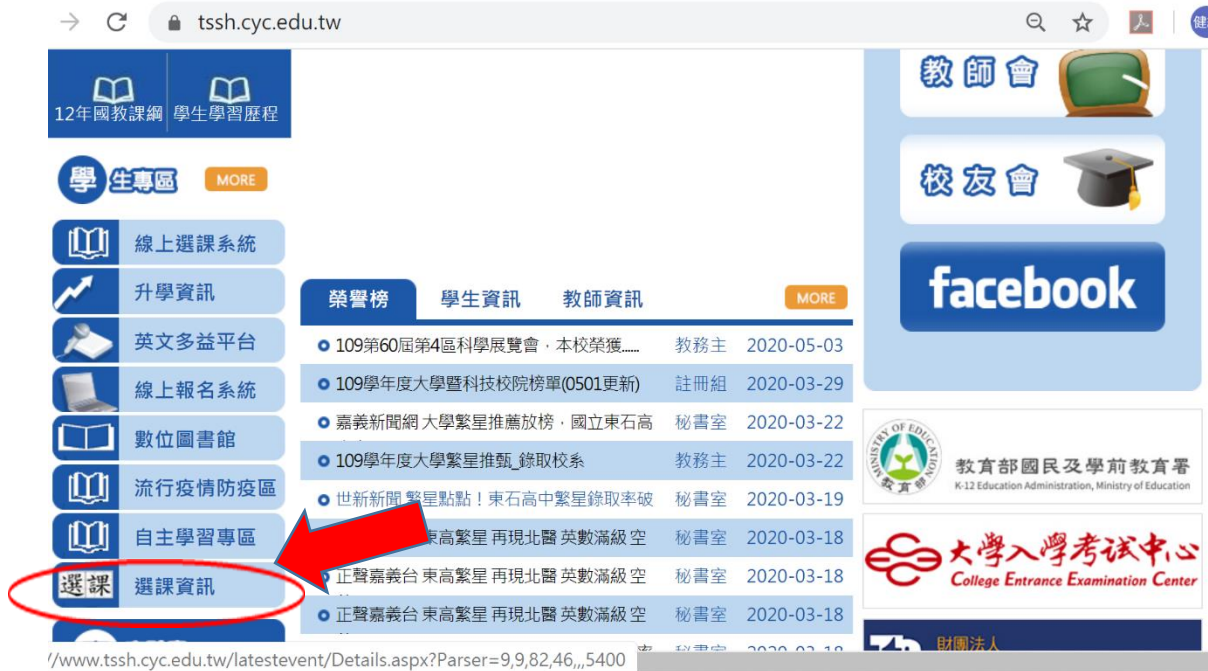 tssh.cyc.edu.tw
健
12年國教課綱
學生學習歷程
學生專區
MORE
線上選課系統
升學資訊
英文多益平台
線上報名系統
數位圖書館
流行疫情防疫區
自主學習專區
選課 選課資訊
榮譽榜 學生資訊 教師資訊 MORE
109第60屆第4區科學展覽會，本校榮獲...... 教務主 2020-05-03
109學年度大學暨科技校院榜單(0501更新) 註冊組 2020-03-29
嘉義新聞網 大學繁星推薦放榜，國立東石高 秘書室 2020-03-22
109學年度大學繁星推甄_錄取校系 教務主 2020-03-22
世新新聞 繁星點點！東石高中繁星錄取率破 秘書室 2020-03-19
東高繁星 再現北醫 英數滿級 空 秘書室 2020-03-18
正聲嘉義台 東高繁星 再現北醫 英數滿級 空 秘書室 2020-03-18
正聲嘉義台 東高繁星 再現北醫 英數滿級 空 秘書室 2020-03-18
//www.tssh.cyc.edu.tw/latestevent/Details.aspx?Parser=9,9,82,46,,,5400
教師會
校友會
facebook
MINISTRY OF EDUCATION
教育部
教育部國民及學前教育署
K-12 Education Administration, Ministry of Education
大學入學考試中心
College Entrance Examination Center
財團法人